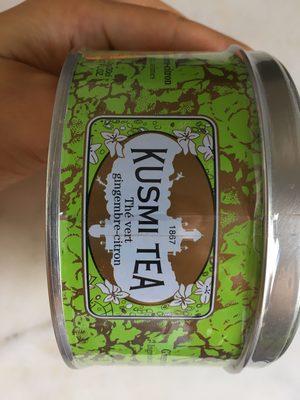 KUSMI TEA
1867
Thé vert
gingembre-citron